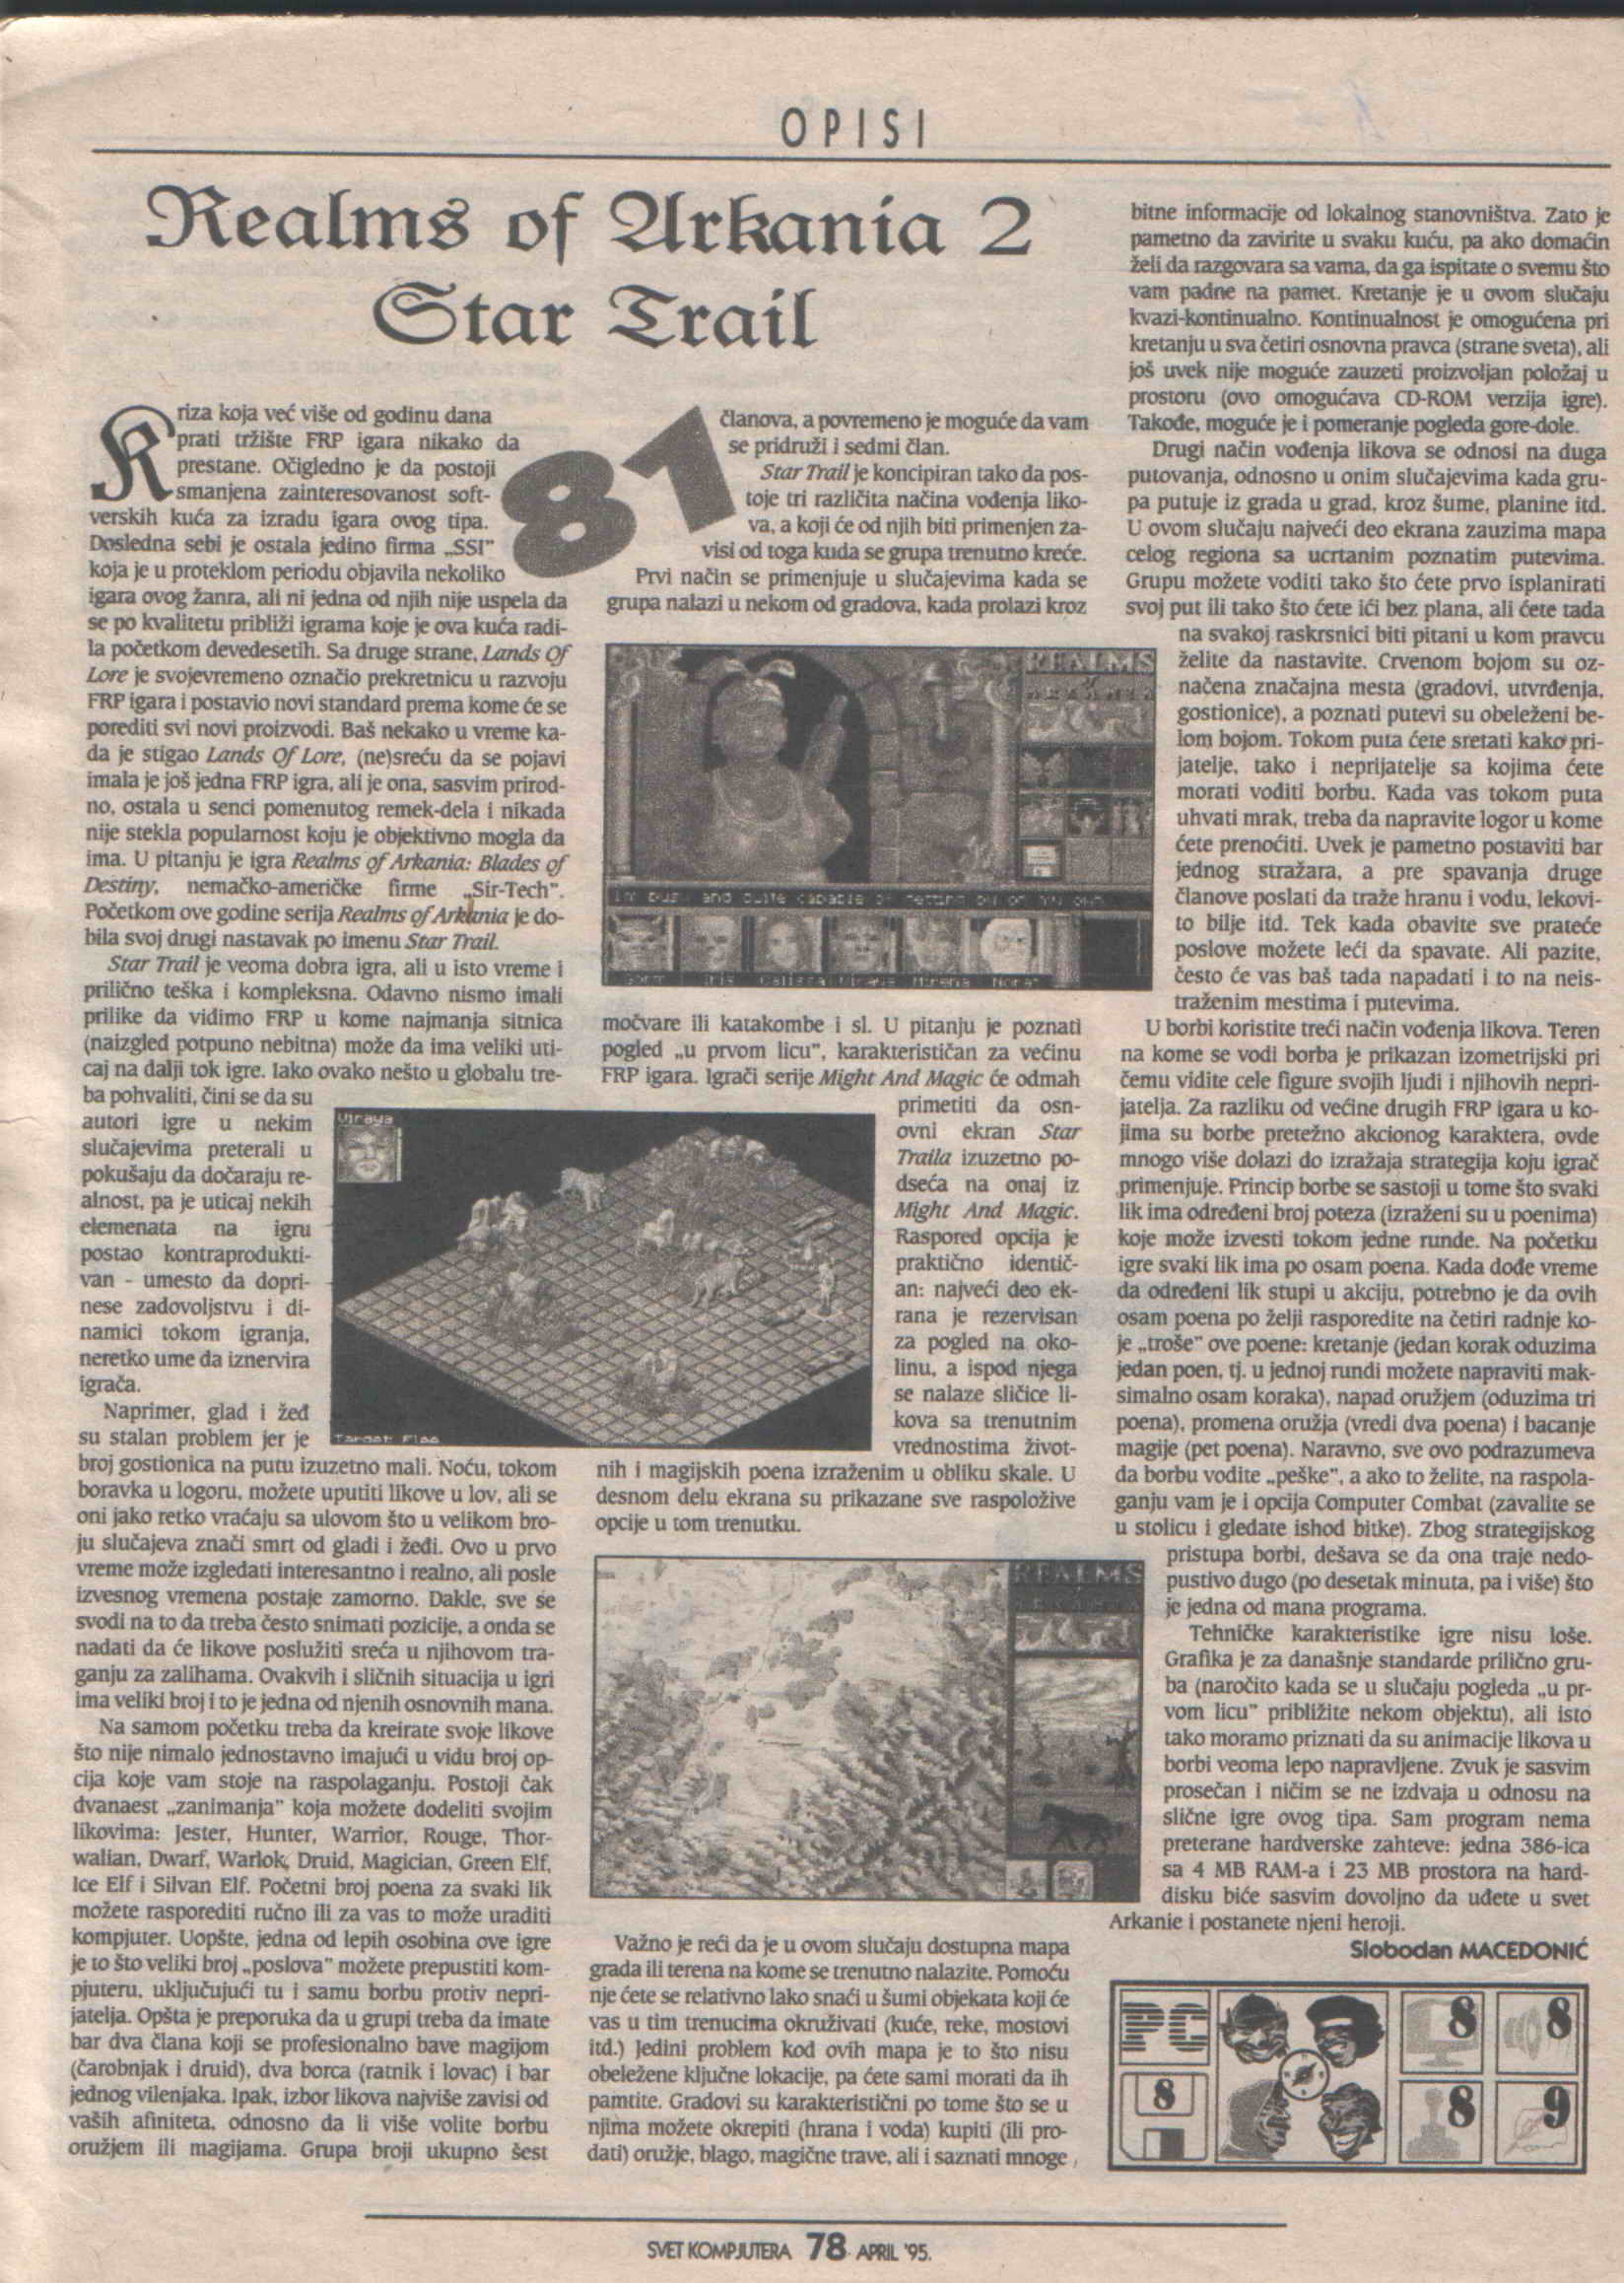 OPISI
Realms of Arkania 2
Star Trail
Kriza koja već više od godinu dana
prati tržište FRP igara nikako da
prestane. Očigledno je da postoji
smanjena zainteresovanost soft-
verskih kuća za izradu igara ovog tipa.
Dosledna sebi je ostala jedino firma „SSI”
koja je u proteklom periodu objavila nekoliko
igara ovog žanra, ali ni jedna od njih nije uspela da
se po kvalitetu približi igrama koje je ova kuća radi-
la početkom devedesetih. Sa druge strane, Lands Of
Lore je svojevremeno označio prekretnicu u razvoju
FRP igara i postavio novi standard prema kome će se
porediti svi novi proizvodi. Baš nekako u vreme ka-
da je stigao Lands Of Lore, (ne)sreću da se pojavi
imala je još jedna FRP igra, ali je ona, sasvim prirod-
no, ostala u senci pomenutog remek-dela i nikada
nije stekla popularnost koju je objektivno mogla da
ima. U pitanju je igra Realms of Arkania: Blades of
Destiny, nemačko-američke firme „Sir-Tech”.
Početkom ove godine serija Realms of Arkania je do-
bila svoj drugi nastavak po imenu Star Trail.
Star Trail je veoma dobra igra, ali u isto vreme i
prilično teška i kompleksna. Odavno nismo imali
prilike da vidimo FRP u kome najmanja sitnica
(naizgled potpuno nebitna) može da ima veliki uti-
caj na dalji tok igre. Iako ovako nešto u globalu tre-
ba pohvaliti, čini se da su
autori igre u nekim
slučajevima preterali u
pokušaju da dočaraju re-
alnost, pa je uticaj nekih
elemenata na igru
postao kontraprodukti-
van - umesto da dopri-
nese zadovoljstvu i di-
namici tokom igranja,
neretko ume da iznervira
igrača.
Naprimer, glad i žeđ
su stalan problem jer je
broj gostionica na putu izuzetno mali. Noću, tokom
boravka u logoru, možete uputiti likove u lov, ali se
oni jako retko vraćaju sa ulovom što u velikom bro-
ju slučajeva znači smrt od gladi i žeđi. Ovo u prvo
vreme može izgledati interesantno i realno, ali posle
izvesnog vremena postaje zamorno. Dakle, sve se
svodi na to da treba često snimati pozicije, a onda se
nadati da će likove poslužiti sreća u njihovom tra-
ganju za zalihama. Ovakvih i sličnih situacija u igri
ima veliki broj i to je jedna od njenih osnovnih mana.
Na samom početku treba da kreirate svoje likove
što nije nimalo jednostavno imajući u vidu broj op-
cija koje vam stoje na raspolaganju. Postoji čak
dvanaest „zanimanja” koja možete dodeliti svojim
likovima: Jester, Hunter, Warrior, Rouge, Thor-
walian, Dwarf, Warlok, Druid, Magician, Green Elf,
Ice Elf i Silvan Elf. Početni broj poena za svaki lik
možete rasporediti ručno ili za vas to može uraditi
kompjuter. Uopšte, jedna od lepih osobina ove igre
je to što veliki broj „poslova” možete prepustiti kom-
pjuteru, uključujući tu i samu borbu protiv nepri-
jatelja. Opšta je preporuka da u grupi treba da imate
bar dva člana koji se profesionalno bave magijom
(čarobnjak i druid), dva borca (ratnik i lovac) i bar
jednog vilenjaka. Ipak, izbor likova najviše zavisi od
vaših afiniteta, odnosno da li više volite borbu
oružjem ili magijama. Grupa broji ukupno šest
81
članova, a povremeno je moguće da vam
se pridruži i sedmi član.
Star Trail je koncipiran tako da pos-
toje tri različita načina vođenja liko-
va, a koji će od njih biti primenjen za-
visi od toga kuda se grupa trenutno kreće.
Prvi način se primenjuje u slučajevima kada se
grupa nalazi u nekom od gradova, kada prolazi kroz
REALMS
ARKANIA
I'm busy and quite capable of getting by on my own.
močvare ili katakombe i sl. U pitanju je poznati
pogled „u prvom licu”, karakterističan za većinu
FRP igara. Igrači serije Might And Magic će odmah
primetiti da osn-
ovni ekran Star
Traila izuzetno po-
dseća na onaj iz
Might And Magic.
Raspored opcija je
praktično identič-
an: najveći deo ek-
rana je rezervisan
za pogled na oko-
linu, a ispod njega
se nalaze sličice li-
kova sa trenutnim
vrednostima život-
nih i magijskih poena izraženim u obliku skale. U
desnom delu ekrana su prikazane sve raspoložive
opcije u tom trenutku.
Viraya
REALMS
Važno je reći da je u ovom slučaju dostupna mapa
grada ili terena na kome se trenutno nalazite. Pomoću
nje ćete se relativno lako snaći u šumi objekata koji će
vas u tim trenucima okruživati (kuće, reke, mostovi
itd.) Jedini problem kod ovih mapa je to što nisu
obeležene ključne lokacije, pa ćete sami morati da ih
pamtite. Gradovi su karakteristični po tome što se u
njima možete okrepiti (hrana i voda) kupiti (ili pro-
dati) oružje, blago, magične trave, ali i saznati mnoge
bitne informacije od lokalnog stanovništva. Zato je
pametno da zavirite u svaku kuću, pa ako domaćin
želi da razgovara sa vama, da ga ispitate o svemu što
vam padne na pamet. Kretanje je u ovom slučaju
kvazi-kontinualno. Kontinualnost je omogućena pri
kretanju u sva četiri osnovna pravca (strane sveta), ali
još uvek nije moguće zauzeti proizvoljan položaj u
prostoru (ovo omogućava CD-ROM verzija igre).
Takođe, moguće je i pomeranje pogleda gore-dole.
Drugi način vođenja likova se odnosi na duga
putovanja, odnosno u onim slučajevima kada gru-
pa putuje iz grada u grad, kroz šume, planine itd.
U ovom slučaju najveći deo ekrana zauzima mapa
celog regiona sa ucrtanim poznatim putevima.
Grupu možete voditi tako što ćete prvo isplanirati
svoj put ili tako što ćete ići bez plana, ali ćete tada
na svakoj raskrsnici biti pitani u kom pravcu
želite da nastavite. Crvenom bojom su oz-
načena značajna mesta (gradovi, utvrđenja,
gostionice), a poznati putevi su obeleženi be-
lom bojom. Tokom puta ćete sretati kako pri-
jatelje, tako i neprijatelje sa kojima ćete
morati voditi borbu. Kada vas tokom puta
uhvati mrak, treba da napravite logor u kome
ćete prenoćiti. Uvek je pametno postaviti bar
jednog stražara, a pre spavanja druge
članove poslati da traže hranu i vodu, lekovi-
to bilje itd. Tek kada obavite sve prateće
poslove možete leći da spavate. Ali pazite,
često će vas baš tada napadati i to na neis-
traženim mestima i putevima.
U borbi koristite treći način vođenja likova. Teren
na kome se vodi borba je prikazan izometrijski pri
čemu vidite cele figure svojih ljudi i njihovih nepri-
jatelja. Za razliku od većine drugih FRP igara u ko-
jima su borbe pretežno akcionog karaktera, ovde
mnogo više dolazi do izražaja strategija koju igrač
primenjuje. Princip borbe se sastoji u tome što svaki
lik ima određeni broj poteza (izraženi su u poenima)
koje može izvesti tokom jedne runde. Na početku
igre svaki lik ima po osam poena. Kada dođe vreme
da određeni lik stupi u akciju, potrebno je da ovih
osam poena po želji rasporedite na četiri radnje ko-
je „troše” ove poene: kretanje (jedan korak oduzima
jedan poen, tj. u jednoj rundi možete napraviti mak-
simalno osam koraka), napad oružjem (oduzima tri
poena), promena oružja (vredi dva poena) i bacanje
magije (pet poena). Naravno, sve ovo podrazumeva
da borbu vodite „peške”, a ako to želite, na raspola-
ganju vam je i opcija Computer Combat (zavalite se
u stolicu i gledate ishod bitke). Zbog strategijskog
pristupa borbi, dešava se da ona traje nedo-
pustivo dugo (po desetak minuta, pa i više) što
je jedna od mana programa.
Tehničke karakteristike igre nisu loše.
Grafika je za današnje standarde prilično gru-
ba (naročito kada se u slučaju pogleda „u pr-
vom licu” približite nekom objektu), ali isto
tako moramo priznati da su animacije likova u
borbi veoma lepo napravljene. Zvuk je sasvim
prosečan i ničim se ne izdvaja u odnosu na
slične igre ovog tipa. Sam program nema
preterane hardverske zahteve: jedna 386-ica
sa 4 MB RAM-a i 23 MB prostora na hard-
disku biće sasvim dovoljno da uđete u svet
Arkanie i postanete njeni heroji.
Slobodan MACEDONIĆ
PC
8
8
8
8
9
SVET KOMPJUTERA 78 APRIL '95.